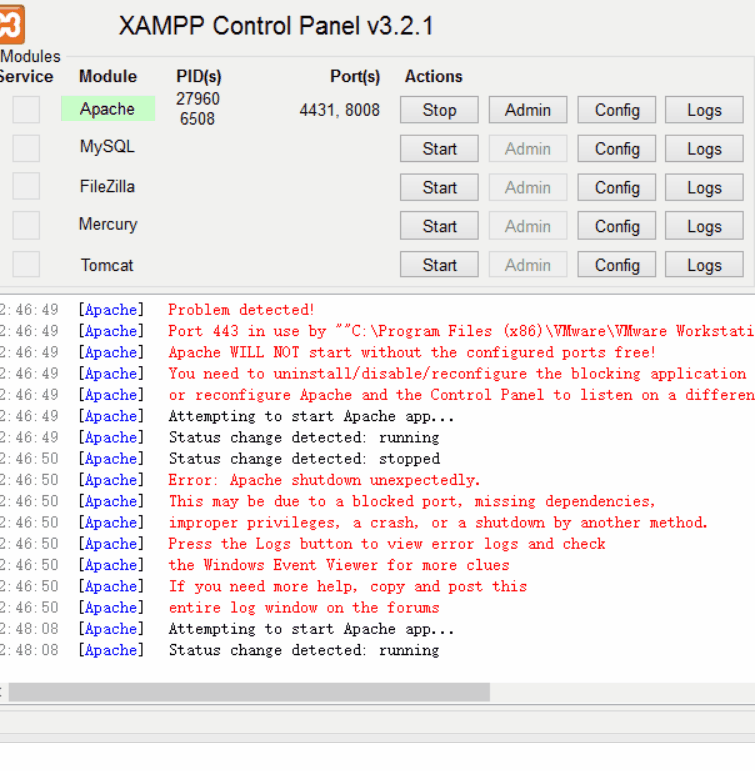 XAMPP Control Panel v3.2.1
Modules
Service Module PID(s) Port(s) Actions
Apache 27960 6508 4431, 8008 Stop Admin Config Logs
MySQL Start Admin Config Logs
FileZilla Start Admin Config Logs
Mercury Start Admin Config Logs
Tomcat Start Admin Config Logs
2:46:49 [Apache] Problem detected!
2:46:49 [Apache] Port 443 in use by ""C:\Program Files (x86)\VMware\VMware Workstati
2:46:49 [Apache] Apache WILL NOT start without the configured ports free!
2:46:49 [Apache] You need to uninstall/disable/reconfigure the blocking application
2:46:49 [Apache] or reconfigure Apache and the Control Panel to listen on a differen
2:46:49 [Apache] Attempting to start Apache app...
2:46:49 [Apache] Status change detected: running
2:46:50 [Apache] Status change detected: stopped
2:46:50 [Apache] Error: Apache shutdown unexpectedly.
2:46:50 [Apache] This may be due to a blocked port, missing dependencies,
2:46:50 [Apache] improper privileges, a crash, or a shutdown by another method.
2:46:50 [Apache] Press the Logs button to view error logs and check
2:46:50 [Apache] the Windows Event Viewer for more clues
2:46:50 [Apache] If you need more help, copy and post this
2:46:50 [Apache] entire log window on the forums
2:48:08 [Apache] Attempting to start Apache app...
2:48:08 [Apache] Status change detected: running